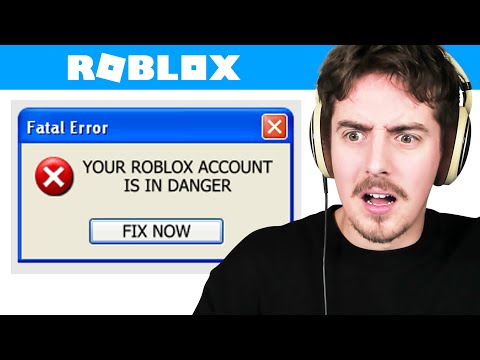 ROBLOX
Fatal Error
YOUR ROBLOX ACCOUNT
IS IN DANGER
FIX NOW